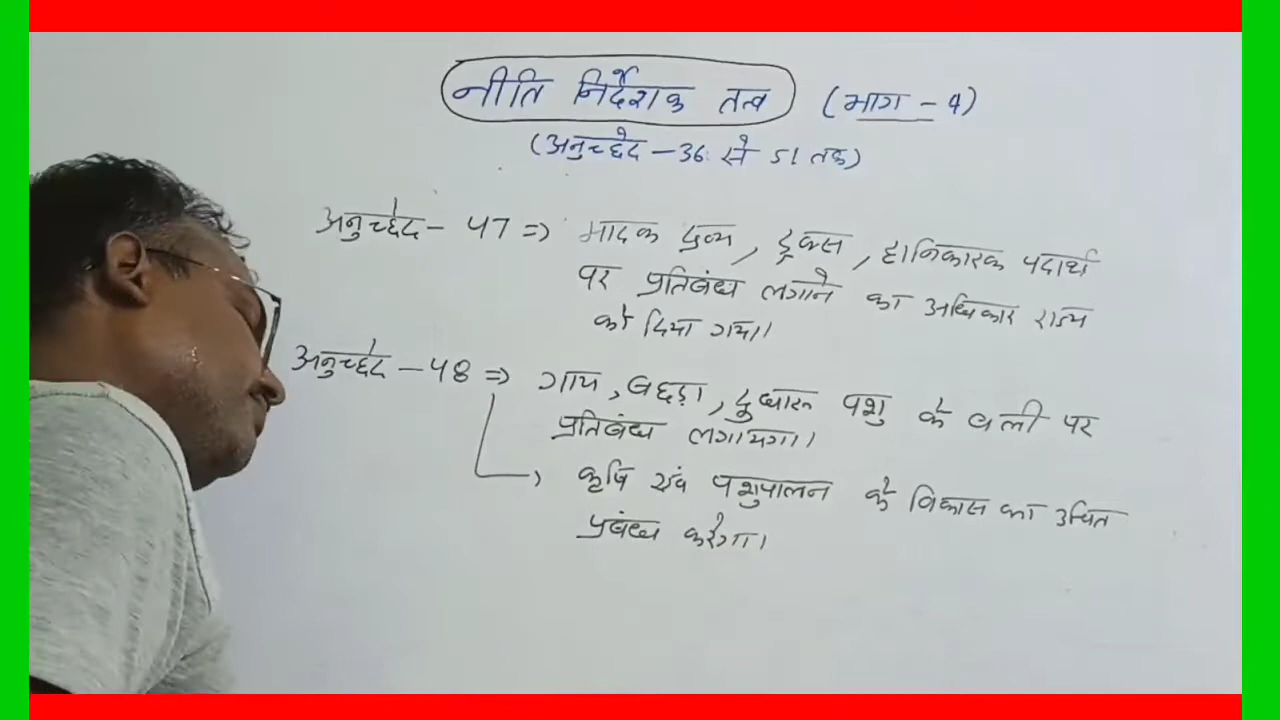 नीति निर्देशक तत्व (भाग - 4)
(अनुच्छेद - 36 से 51 तक)
अनुच्छेद - 47 => मादक द्रव्य, ड्रग्स, हानिकारक पदार्थ
पर प्रतिबंध लगाने का अधिकार राज्य
को दिया गया।
अनुच्छेद - 48 => गाय, बछड़ा, दुधारू पशु के बली पर
प्रतिबंध लगायगा।
कृषि एवं पशुपालन के विकास का उचित
प्रबंध करेगा।